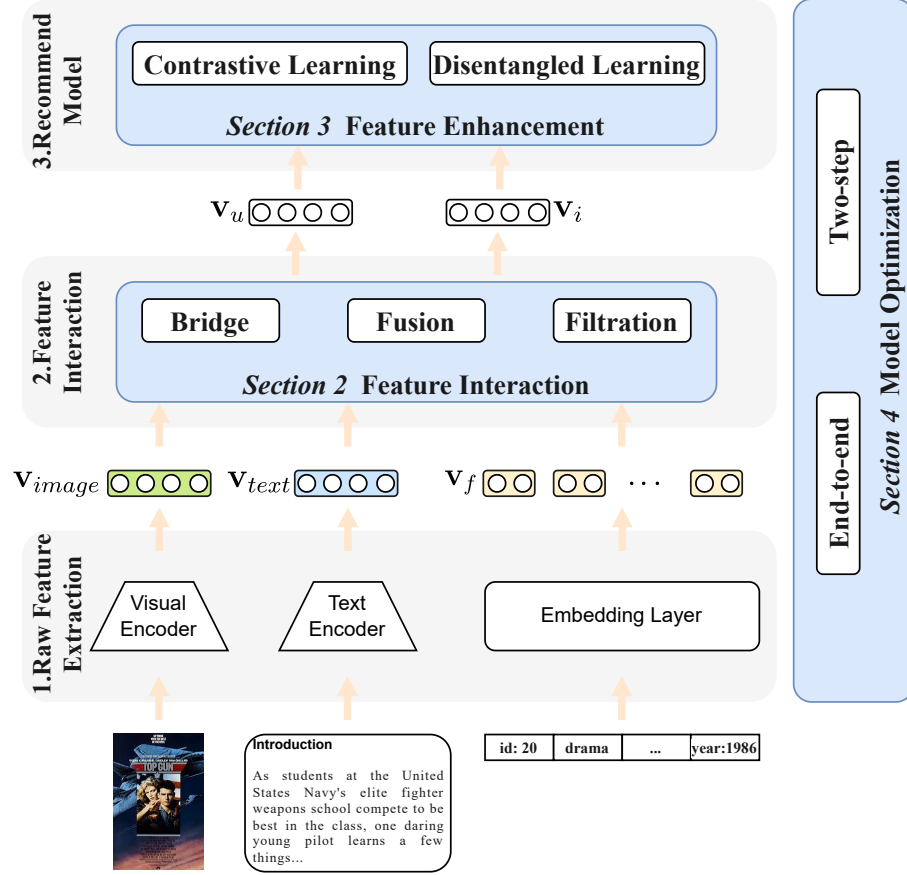 3.Recommend
Model
Contrastive Learning
Disentangled Learning
Section 3 Feature Enhancement
v_u
v_i
2.Feature
Interaction
Bridge
Fusion
Filtration
Section 2 Feature Interaction
v_image
v_text
v_f
...
1.Raw Feature
Extraction
Visual
Encoder
Text
Encoder
Embedding Layer
TOP GUN
Introduction
As students at the United
States Navy's elite fighter
weapons school compete to be
best in the class, one daring
young pilot learns a few
things...
id: 20
drama
...
year:1986
Two-step
End-to-end
Section 4 Model Optimization